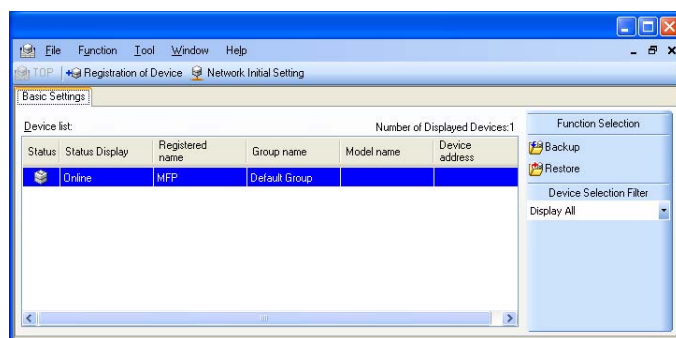 File Function Tool Window Help
TOP Registration of Device Network Initial Setting
Basic Settings
Device list: Number of Displayed Devices:1
Status Status Display Registered name Group name Model name Device address
Online MFP Default Group
Function Selection
Backup
Restore
Device Selection Filter
Display All